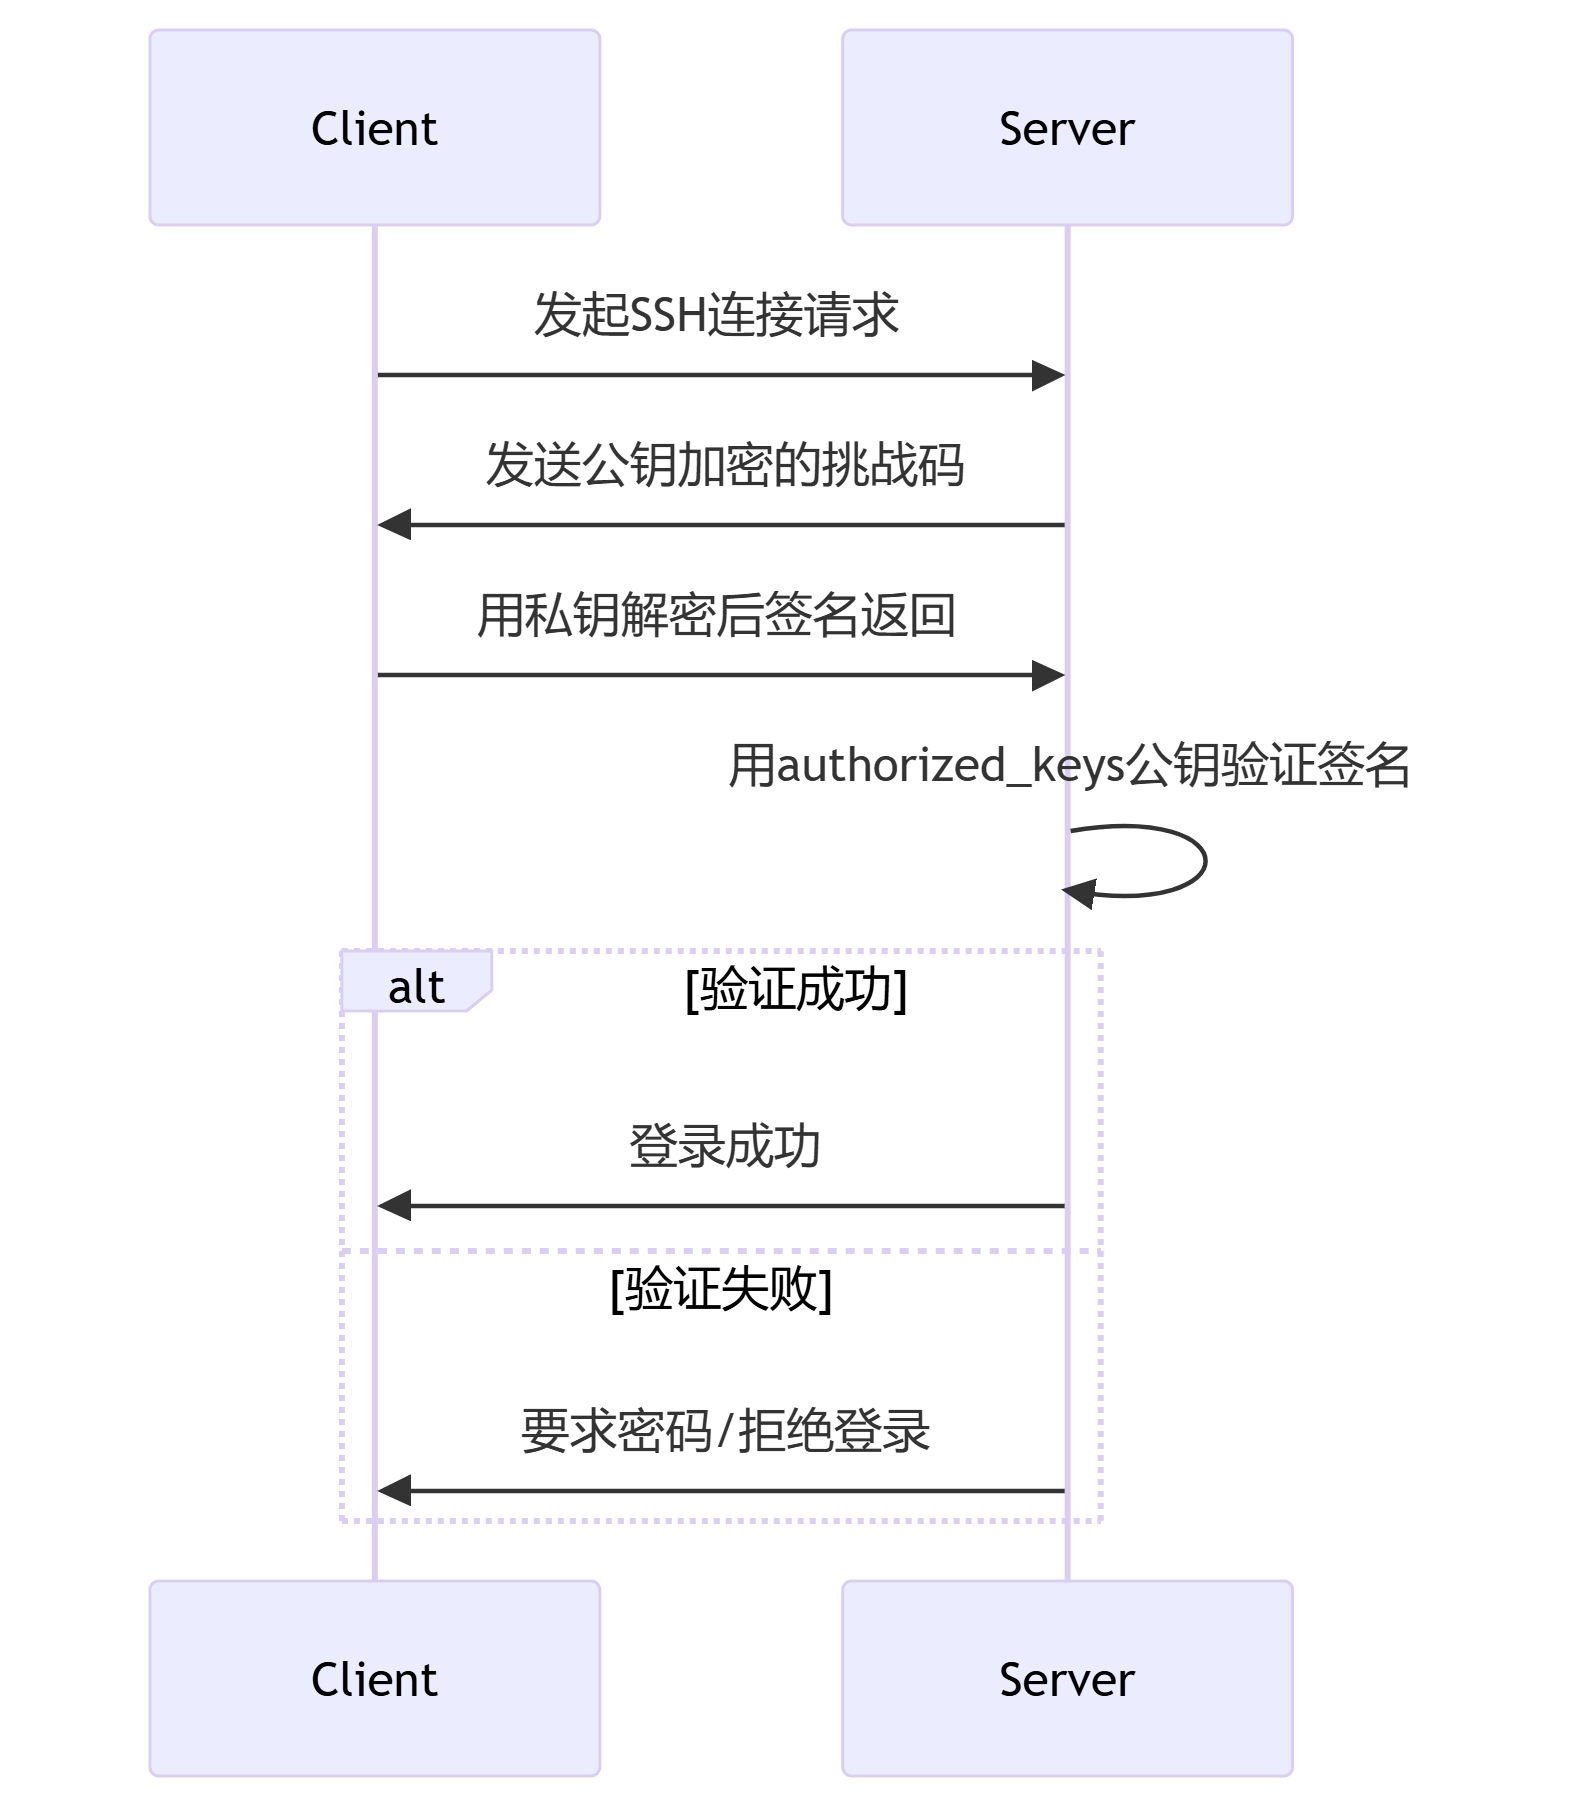 Client
Server
发起SSH连接请求
发送公钥加密的挑战码
用私钥解密后签名返回
用authorized_keys公钥验证签名
alt
[验证成功]
登录成功
[验证失败]
要求密码/拒绝登录
Client
Server